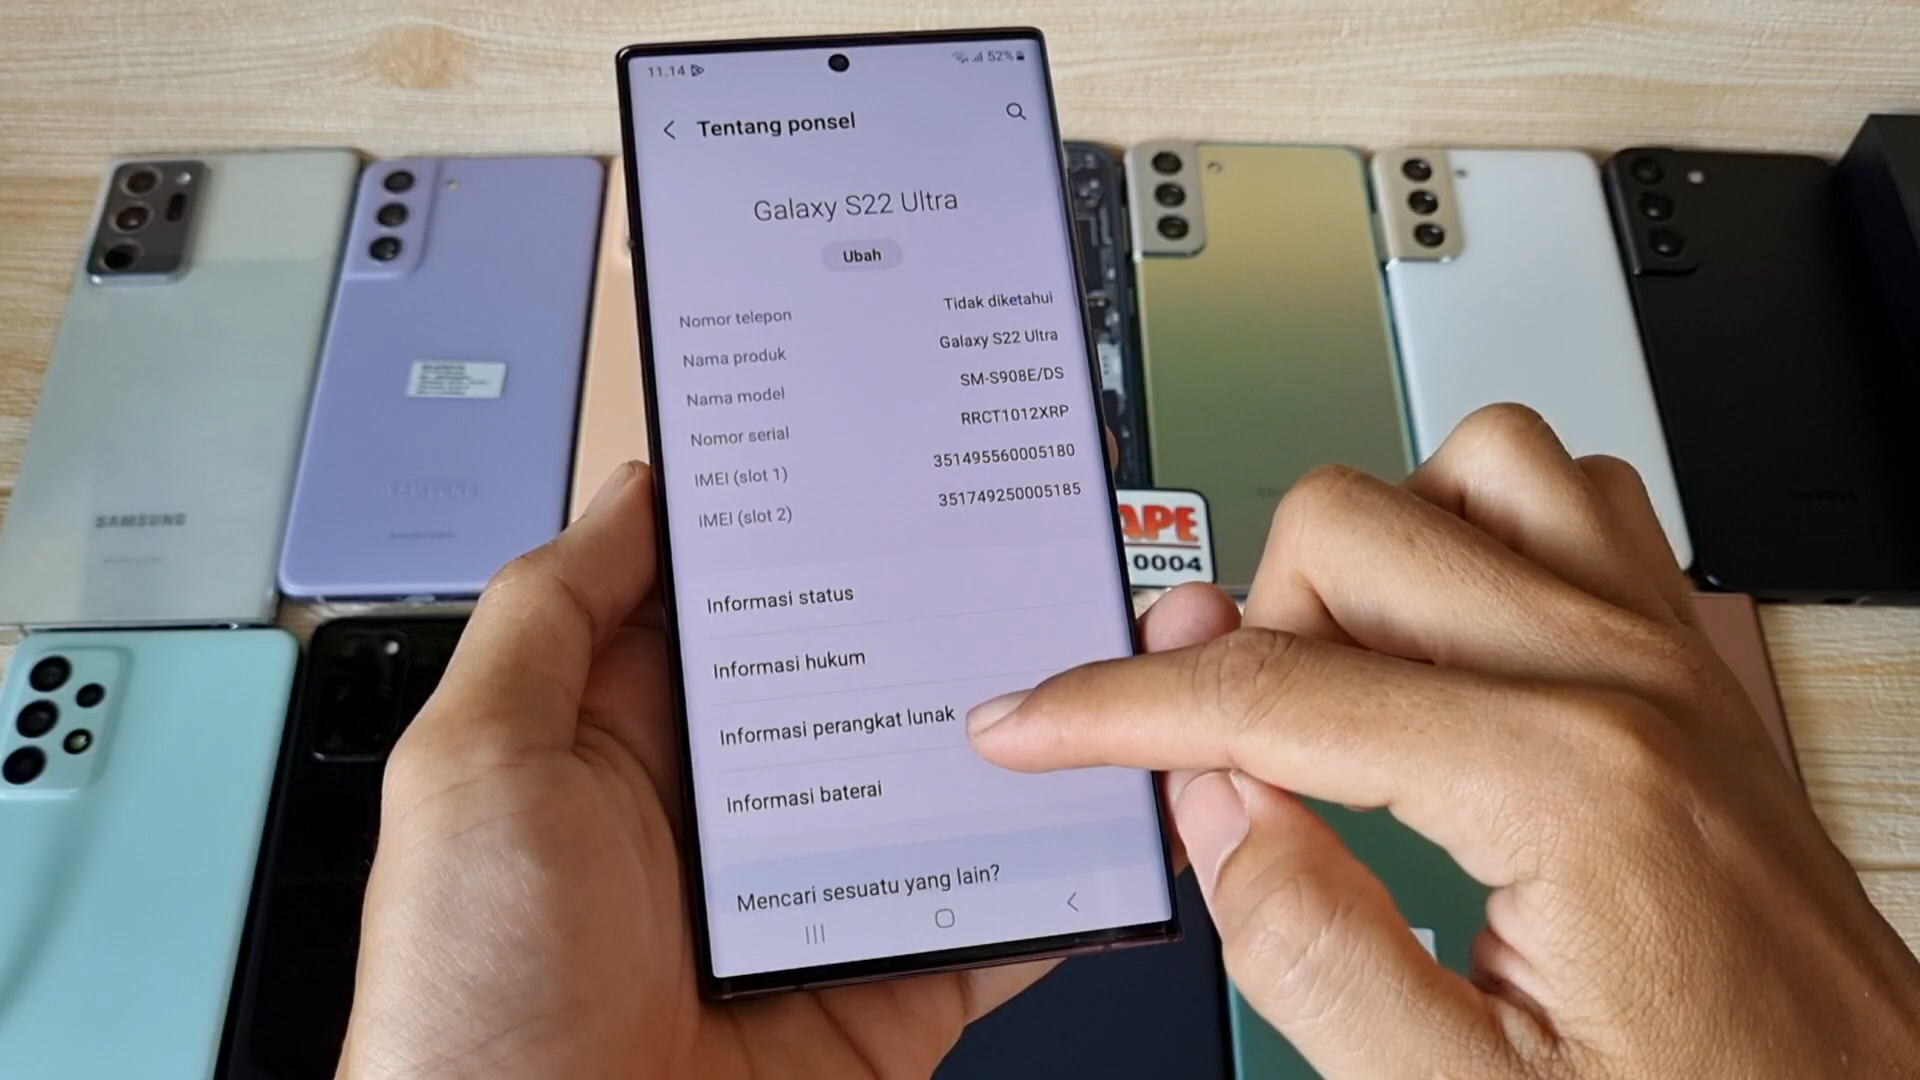 11.14
52%
Tentang ponsel
Galaxy S22 Ultra
Ubah
Nomor telepon Tidak diketahui
Nama produk Galaxy S22 Ultra
Nama model SM-S908E/DS
Nomor serial RRCT1012XRP
IMEI (slot 1) 351495560005180
IMEI (slot 2) 351749250005185
Informasi status
Informasi hukum
Informasi perangkat lunak
Informasi baterai
Mencari sesuatu yang lain?
SAMSUNG
SAMSUNG
APE
0004